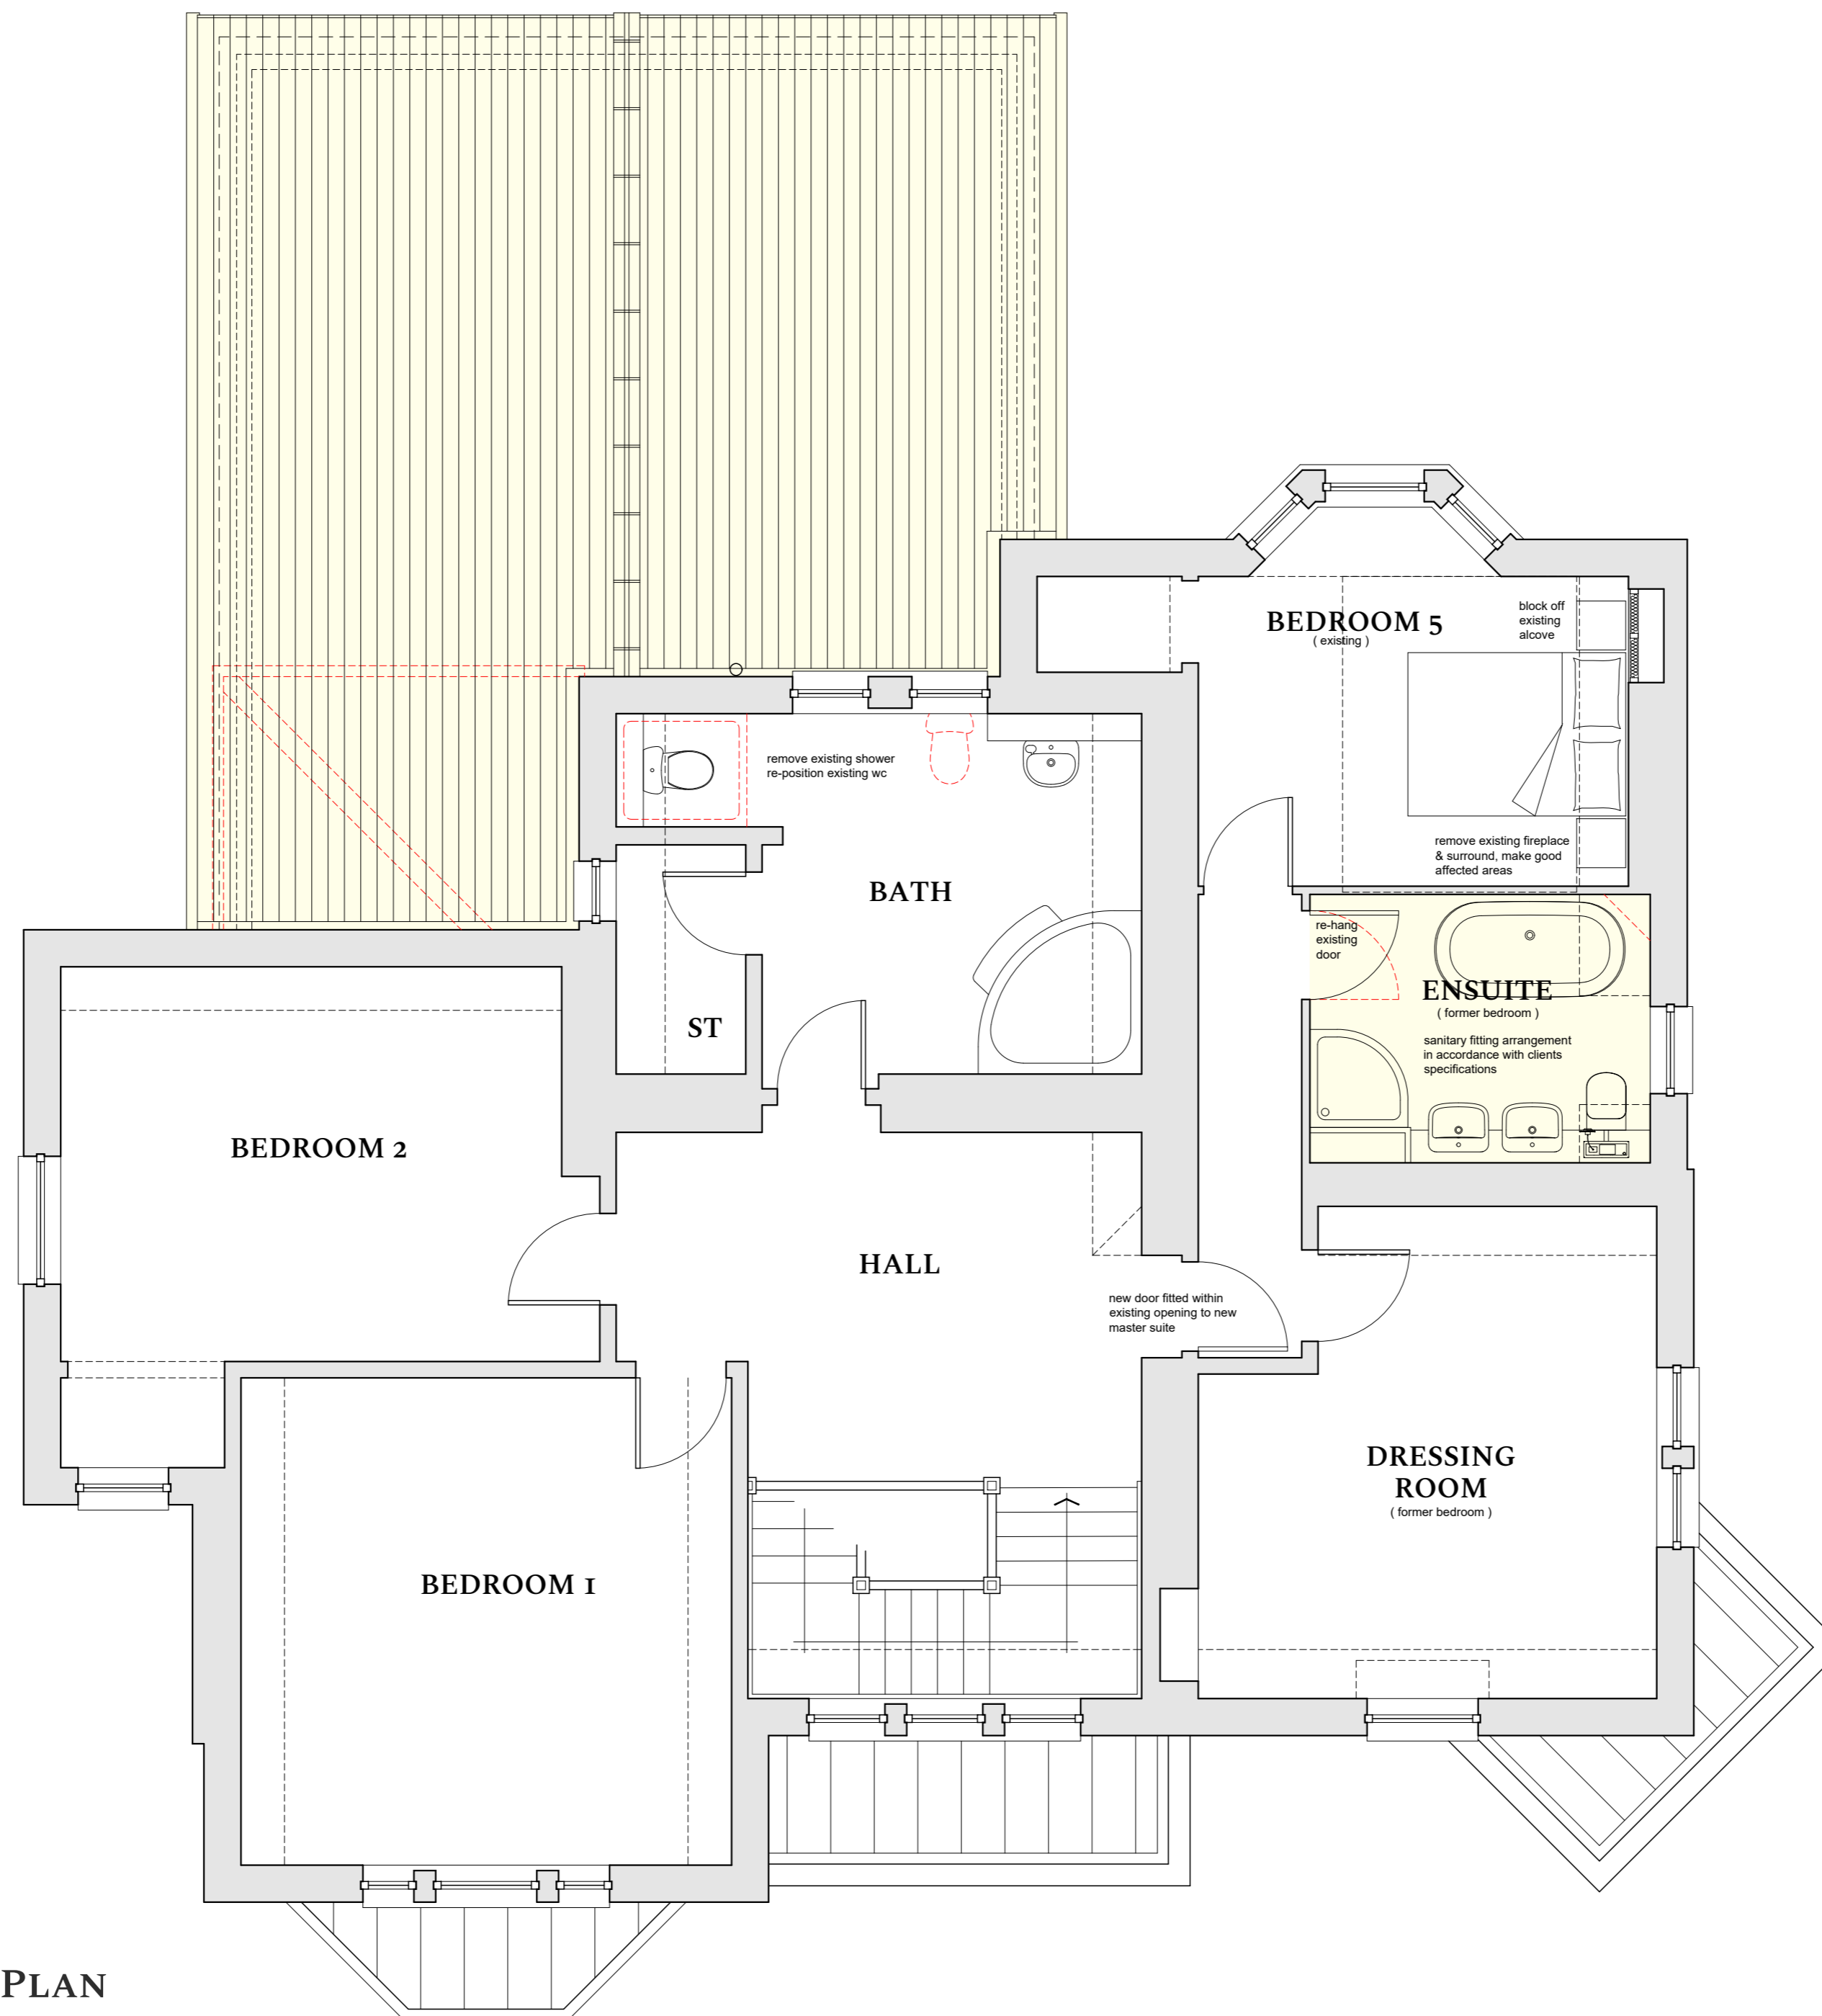 BEDROOM 5
( existing )
block off
existing
alcove
remove existing shower
re-position existing wc
remove existing fireplace
& surround, make good
affected areas
BATH
re-hang
existing
door
ENSUITE
( former bedroom )
sanitary fitting arrangement
in accordance with clients
specifications
ST
BEDROOM 2
HALL
new door fitted within
existing opening to new
master suite
DRESSING
ROOM
( former bedroom )
BEDROOM 1
PLAN